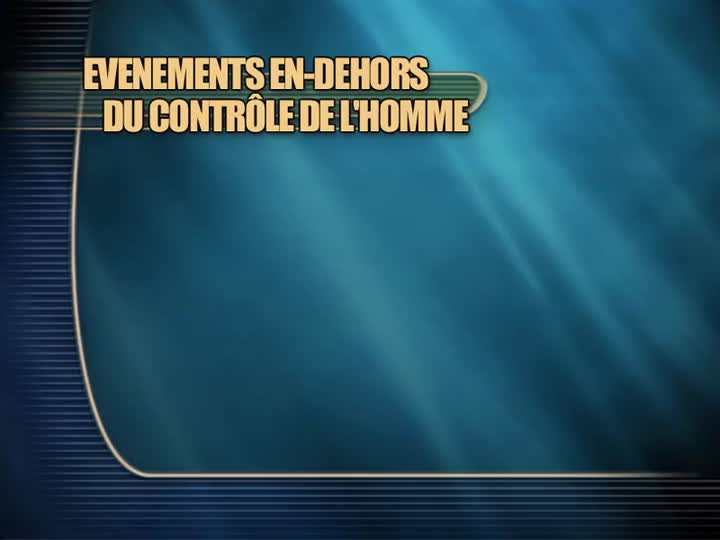 EVENEMENTS EN-DEHORS
DU CONTRÔLE DE L'HOMME